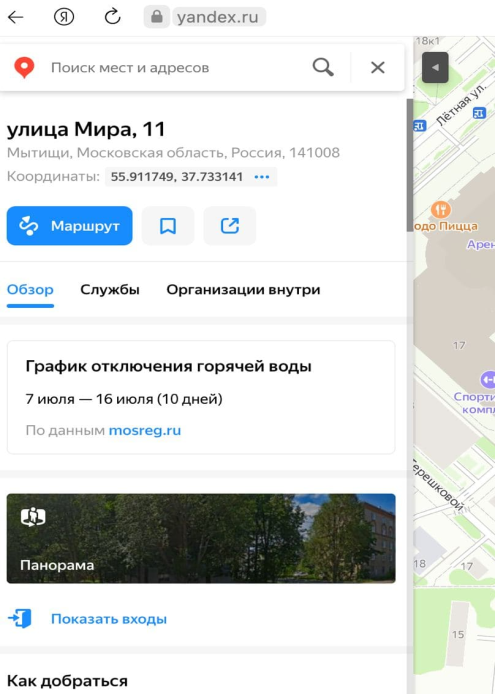 yandex.ru
Поиск мест и адресов
улица Мира, 11
Мытищи, Московская область, Россия, 141008
Координаты: 55.911749, 37.733141 •••
Маршрут
Обзор Службы Организации внутри
График отключения горячей воды
7 июля — 16 июля (10 дней)
По данным mosreg.ru
Панорама
Показать входы
Как добраться
18к1
Лётная ул.
одо Пицца
Арен
17
Спорти
компл
Терешковой
18
17
15